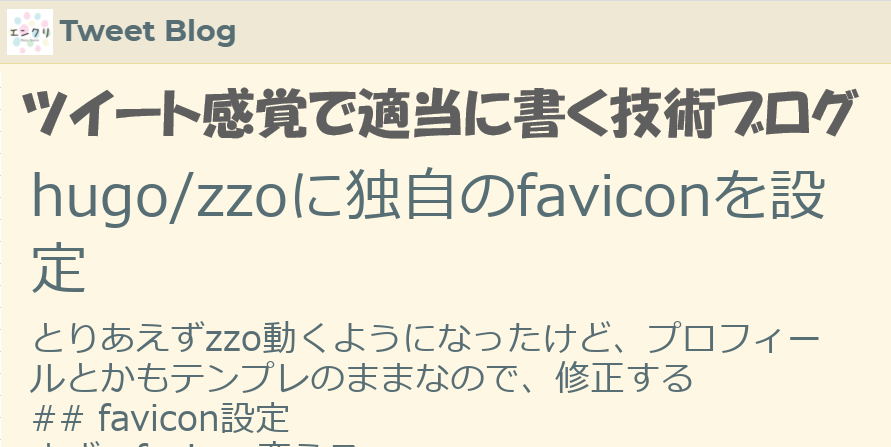 エンクリ
Tweet Blog
ツイート感覚で適当に書く技術ブログ
hugo/zzoに独自のfaviconを設
定
とりあえずzzo動くようになったけど、プロフィー
ルとかもテンプレのままなので、修正する
## favicon設定